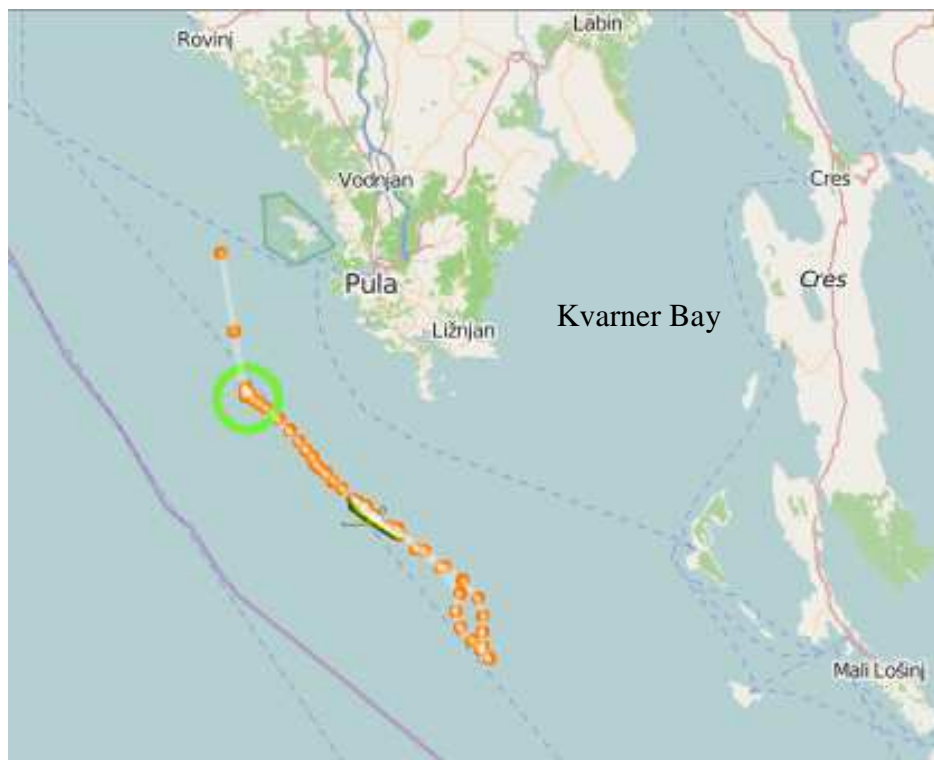 Labin
Rovinj
Vodnjan
Cres
Cres
Pula
Kvarner Bay
Ližnjan
Mali Lošinj